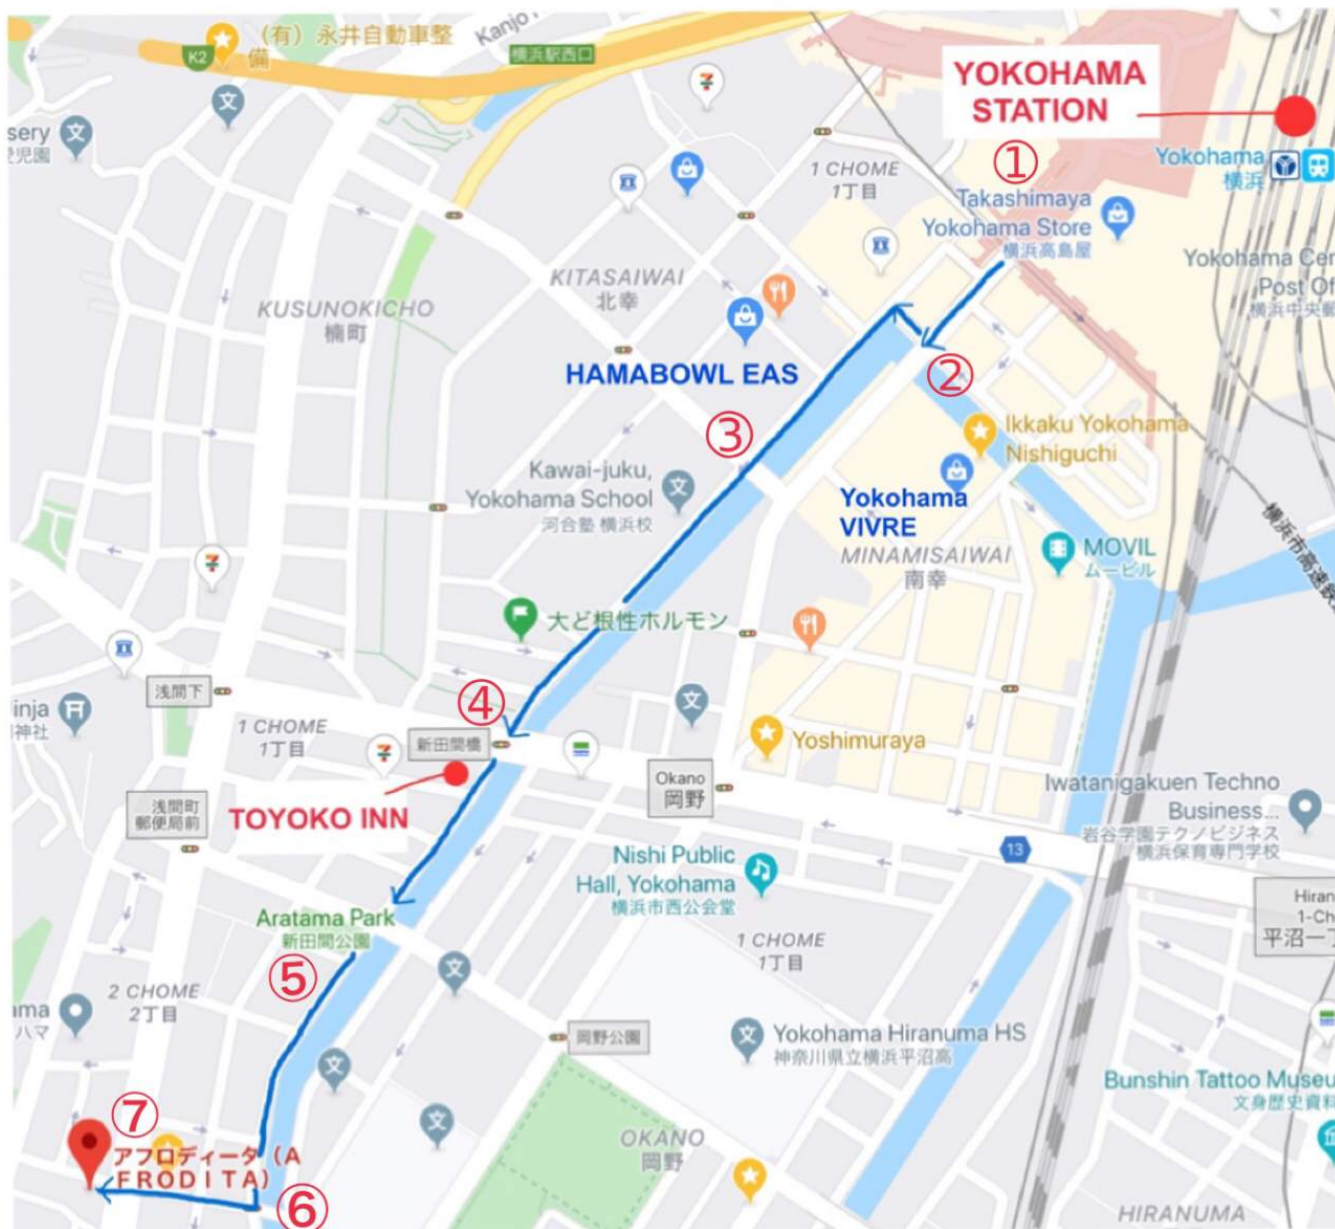 （有）永井自動車整
備
K2
Kanjo
横浜駅西口
YOKOHAMA
STATION
sery
児園
1 CHOME
1丁目
①
Takashimaya
Yokohama Store
横浜高島屋
Yokohama
横浜
Yokohama Cen
Post Of
横浜中央郵
KITASAIWAI
北幸
KUSUNOKICHO
楠町
HAMABOWL EAS
②
③
Ikkaku Yokohama
Nishiguchi
Kawai-juku,
Yokohama School
河合塾 横浜校
Yokohama
VIVRE
MINAMISAIWAI
南幸
MOVIL
ムービル
横浜市高速鉄
大ど根性ホルモン
inja
神社
浅間下
④
1 CHOME
1丁目
新田間橋
Yoshimuraya
Okano
岡野
TOYOKO INN
浅間町
郵便局前
Iwatanigakuen Techno
Business...
岩谷学園テクノビジネス
横浜保育専門学校
13
Nishi Public
Hall, Yokohama
横浜市西公会堂
Hiran
1-Ch
平沼一丁
Aratama Park
新田間公園
⑤
1 CHOME
1丁目
2 CHOME
2丁目
ama
ハマ
岡野公園
Yokohama Hiranuma HS
神奈川県立横浜平沼高
Bunshin Tattoo Museu
文身歴史資料
⑦
アフロディータ（A
FRODITA）
⑥
OKANO
岡野
HIRANUMA